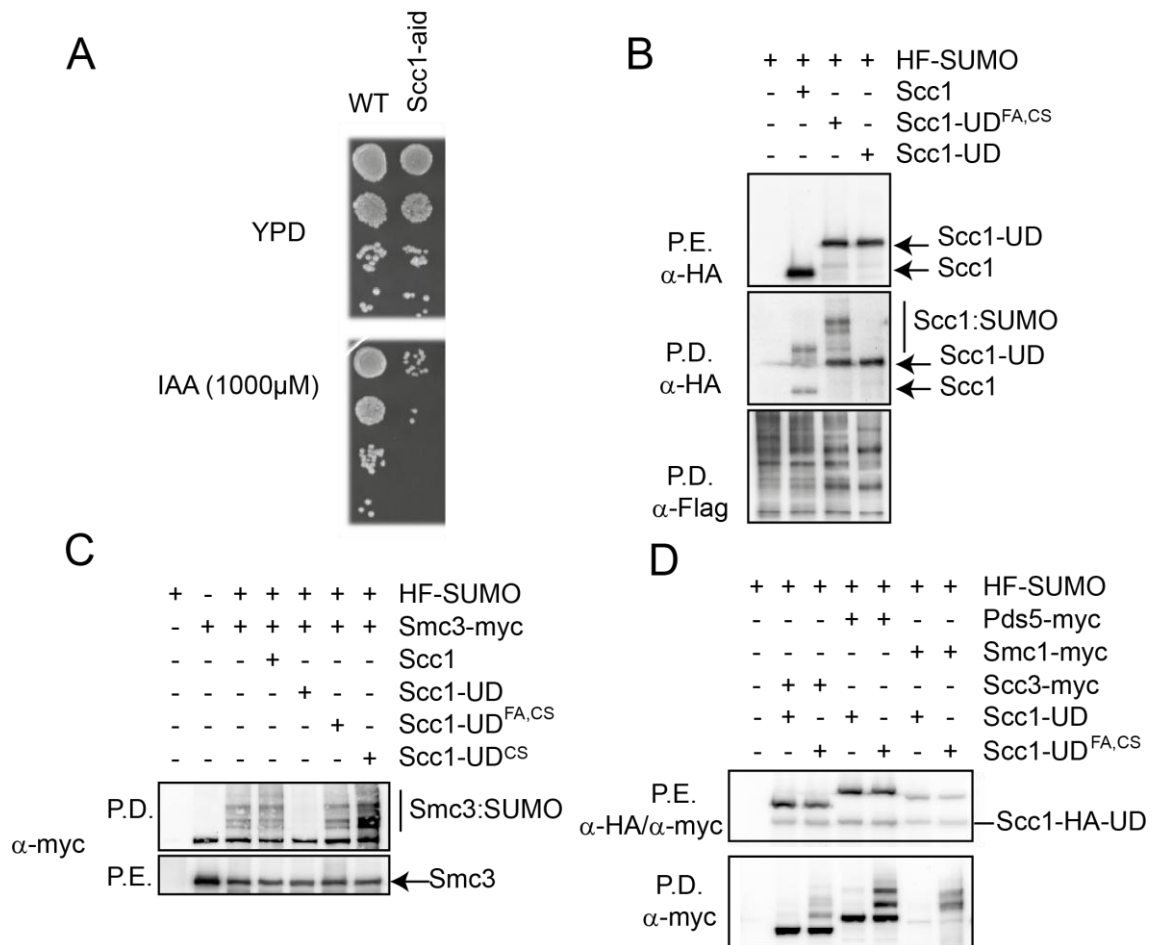 A
WT
Scc1-aid
YPD
IAA (1000µM)
B
+ + + + HF-SUMO
- + - - Scc1
- - + - Scc1-UD^FA,CS
- - - + Scc1-UD
P.E.
α-HA
Scc1-UD
Scc1
P.D.
α-HA
Scc1:SUMO
Scc1-UD
Scc1
P.D.
α-Flag
C
+ - + + + + + HF-SUMO
- + + + + + + Smc3-myc
- - - + - - - Scc1
- - - - + - - Scc1-UD
- - - - - + - Scc1-UD^FA,CS
- - - - - - + Scc1-UD^CS
α-myc
P.D.
Smc3:SUMO
P.E.
Smc3
D
+ + + + + + + HF-SUMO
- - - + + - - Pds5-myc
- - - - - + + Smc1-myc
- + + - - - - Scc3-myc
- + - + - + - Scc1-UD
- - + - + - + Scc1-UD^FA,CS
P.E.
α-HA/α-myc
Scc1-HA-UD
P.D.
α-myc